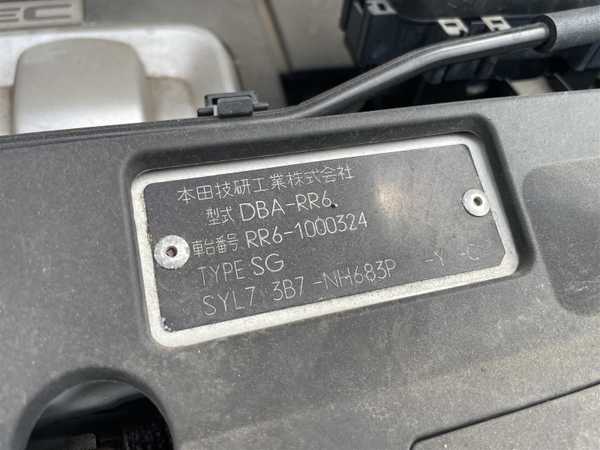 EC
本田技研工業株式会社
型式 DBA-RR6
車台番号 RR6-1000324
TYPE SG
SYL7 3B7-NH683P -Y -C